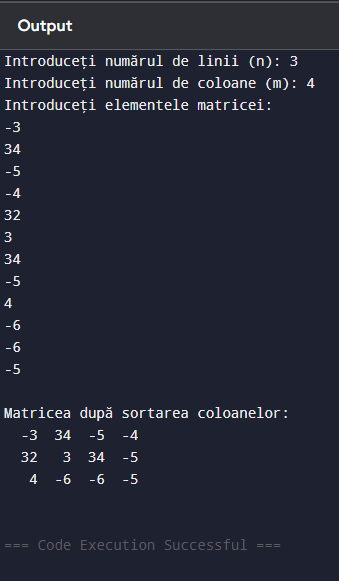 Output
Introduceți numărul de linii (n): 3
Introduceți numărul de coloane (m): 4
Introduceți elementele matricei:
-3
34
-5
-4
32
3
34
-5
4
-6
-6
-5
Matricea după sortarea coloanelor:
-3 34 -5 -4
32 3 34 -5
4 -6 -6 -5
=== Code Execution Successful ===